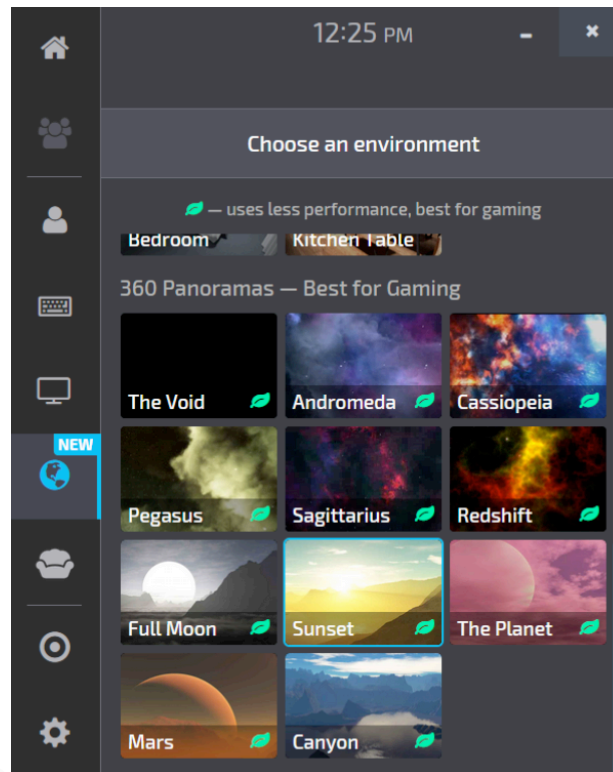 12:25 PM
Choose an environment
— uses less performance, best for gaming
Bedroom
Kitchen Table
360 Panoramas — Best for Gaming
The Void
Andromeda
Cassiopeia
NEW
Pegasus
Sagittarius
Redshift
Full Moon
Sunset
The Planet
Mars
Canyon